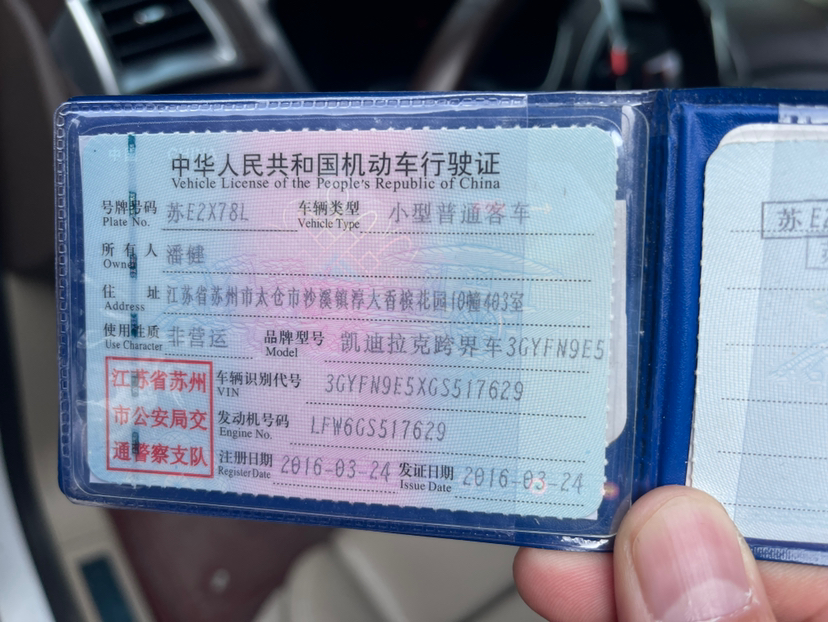 中华人民共和国机动车行驶证
Vehicle License of the People's Republic of China
号牌号码 苏E2X78L 车辆类型 小型普通客车
Plate No. Vehicle Type
所有人 潘健
Owner
住址 江苏省苏州市太仓市沙溪镇淳大香槟花园10幢403室
Address
使用性质 非营运 品牌型号 凯迪拉克跨界车3GYFN9E5
Use Character Model
江苏省苏州
市公安局交
通警察支队
车辆识别代号 3GYFN9E5XGS517629
VIN
发动机号码 LFW6GS517629
Engine No.
注册日期 2016-03-24 发证日期 2016-03-24
Register Date Issue Date
苏E2